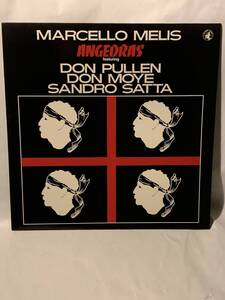 MARCELLO MELIS
ANGEDRAS
featuring
DON PULLEN
DON MOYE
SANDRO SATTA